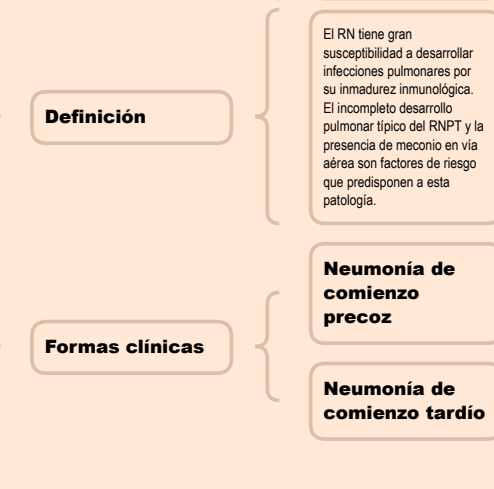 Definición
El RN tiene gran
susceptibilidad a desarrollar
infecciones pulmonares por
su inmadurez inmunológica.
El incompleto desarrollo
pulmonar típico del RNPT y la
presencia de meconio en vía
aérea son factores de riesgo
que predisponen a esta
patología.
Formas clínicas
Neumonía de
comienzo
precoz
Neumonía de
comienzo tardío